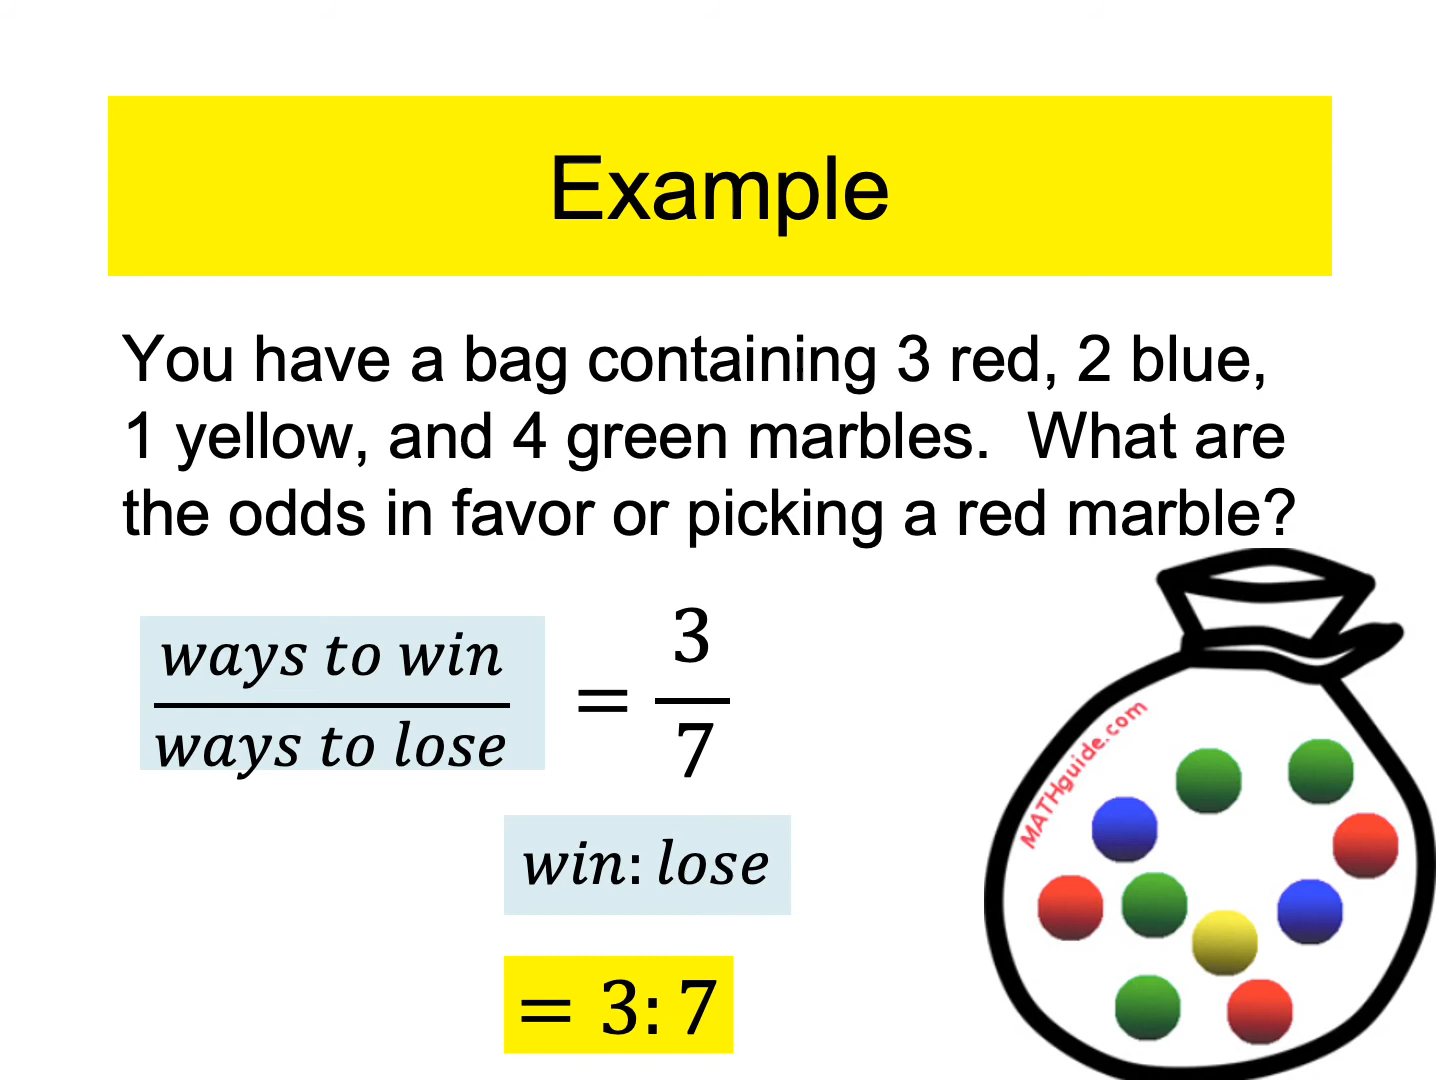 Example
You have a bag containing 3 red, 2 blue,
1 yellow, and 4 green marbles.  What are
the odds in favor or picking a red marble?
ways to win
ways to lose
=
3
7
win: lose
= 3: 7
MATHguide.com